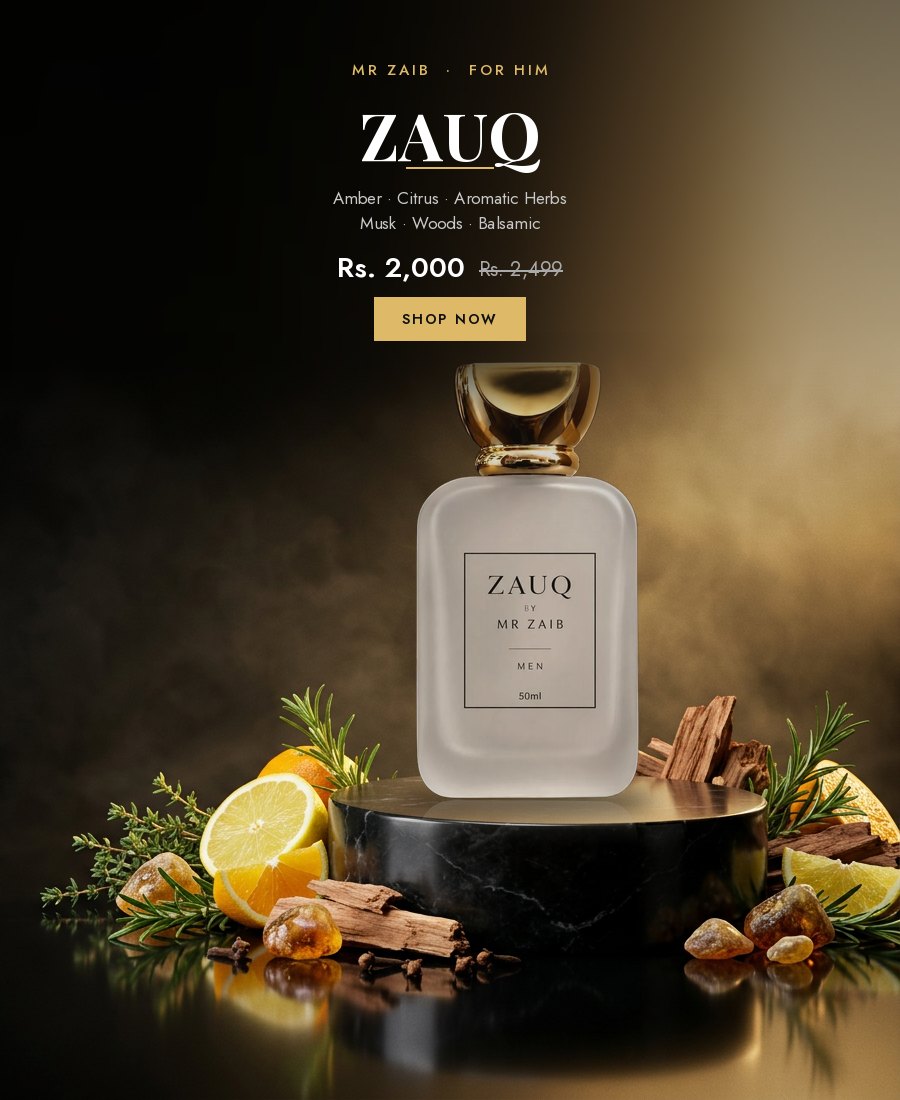 MR ZAIB · FOR HIM
ZAUQ
Amber · Citrus · Aromatic Herbs
Musk · Woods · Balsamic
Rs. 2,000 Rs. 2,499
SHOP NOW
ZAUQ
BY
MR ZAIB
MEN
50ml